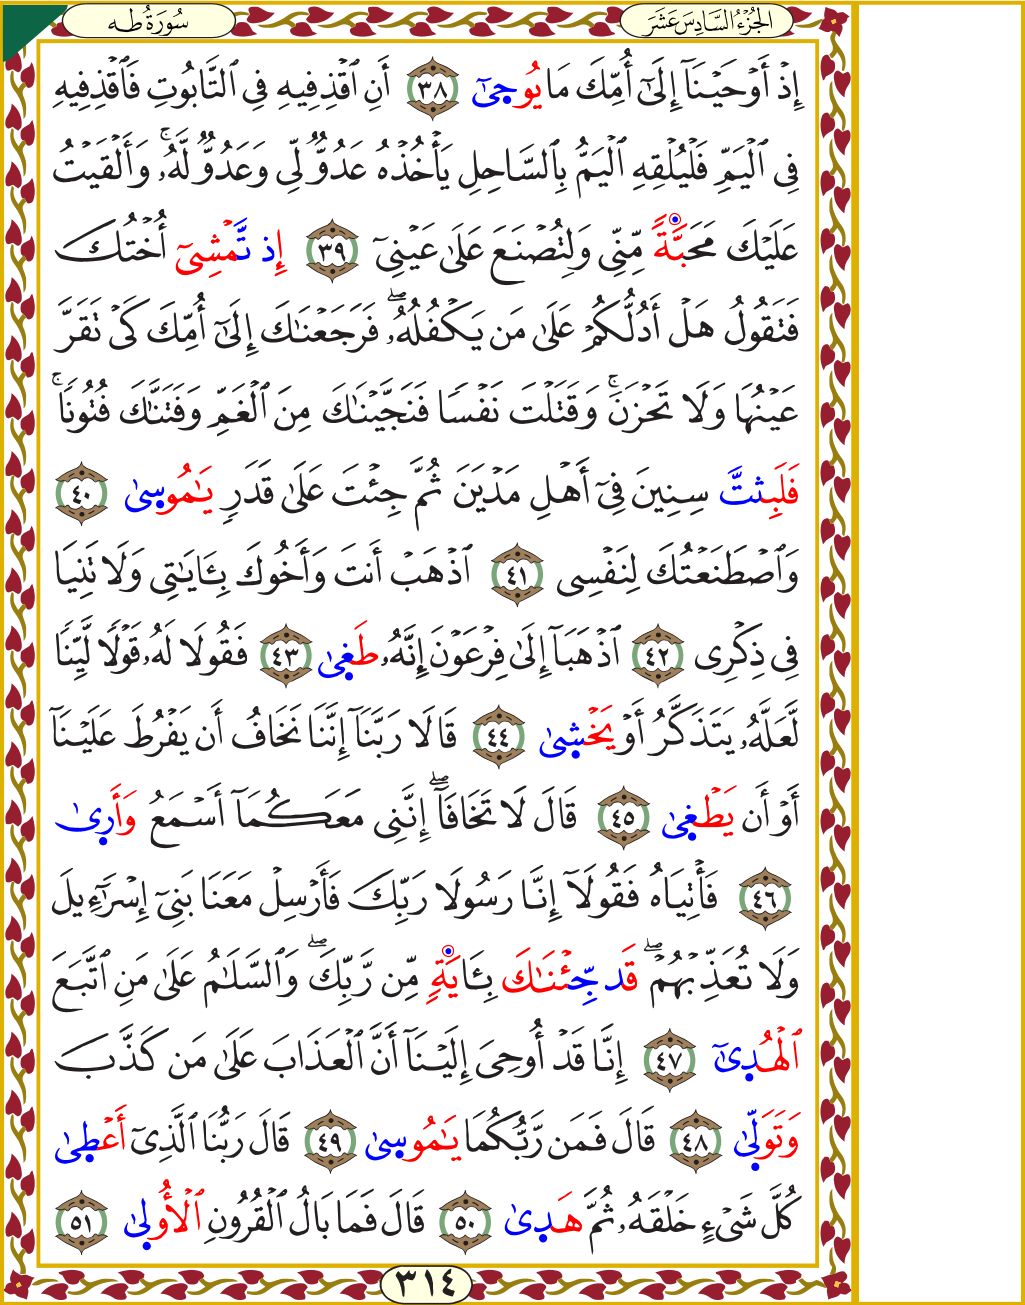 الجُزْءُ السَّادِسَ عَشَرَ
سُورَةُ طه
إِذْ أَوْحَيْنَآ إِلَىٰٓ أُمِّكَ مَا يُوحِىٰٓ ٣٨ أَنِ ٱقْذِفِيهِ فِى ٱلتَّابُوتِ فَٱقْذِفِيهِ
فِى ٱلْيَمِّ فَلْيُلْقِهِ ٱلْيَمُّ بِٱلسَّاحِلِ يَأْخُذْهُ عَدُوٌّ لِّى وَعَدُوٌّ لَّهُۥ ۚ وَأَلْقَيْتُ
عَلَيْكَ مَحَبَّةً مِّنِّى وَلِتُصْنَعَ عَلَىٰ عَيْنِىٓ ٣٩ إِذ تَّمْشِىٓ أُخْتُكَ
فَتَقُولُ هَلْ أَدُلُّكُمْ عَلَىٰ مَن يَكْفُلُهُۥ ۖ فَرَجَعْنَٰكَ إِلَىٰٓ أُمِّكَ كَىْ تَقَرَّ
عَيْنُهَا وَلَا تَحْزَنَ ۚ وَقَتَلْتَ نَفْسًا فَنَجَّيْنَٰكَ مِنَ ٱلْغَمِّ وَفَتَنَّٰكَ فُتُونًا ۚ
فَلَبِثتَّ سِنِينَ فِىٓ أَهْلِ مَدْيَنَ ثُمَّ جِئْتَ عَلَىٰ قَدَرٍ يَٰمُوسِىٰ ٤٠
وَٱصْطَنَعْتُكَ لِنَفْسِى ٤١ ٱذْهَبْ أَنتَ وَأَخُوكَ بِـَٔايَٰتِى وَلَا تَنِيَا
فِى ذِكْرِى ٤٢ ٱذْهَبَآ إِلَىٰ فِرْعَوْنَ إِنَّهُۥ طَغِىٰ ٤٣ فَقُولَا لَهُۥ قَوْلًا لَّيِّنًا
لَّعَلَّهُۥ يَتَذَكَّرُ أَوْ يَخْشِىٰ ٤٤ قَالَا رَبَّنَآ إِنَّنَا نَخَافُ أَن يَفْرُطَ عَلَيْنَآ
أَوْ أَن يَطْغِىٰ ٤٥ قَالَ لَا تَخَافَآ ۖ إِنَّنِى مَعَكُمَآ أَسْمَعُ وَأَرِىٰ
٤٦ فَأْتِيَاهُ فَقُولَآ إِنَّا رَسُولَا رَبِّكَ فَأَرْسِلْ مَعَنَا بَنِىٓ إِسْرَٰٓءِيلَ
وَلَا تُعَذِّبْهُمْ ۖ قَد جِّئْنَٰكَ بِـَٔايَةٍ مِّن رَّبِّكَ ۖ وَٱلسَّلَٰمُ عَلَىٰ مَنِ ٱتَّبَعَ
ٱلْهُدِىٰٓ ٤٧ إِنَّا قَدْ أُوحِىَ إِلَيْنَآ أَنَّ ٱلْعَذَابَ عَلَىٰ مَن كَذَّبَ
وَتَوَلِّىٰ ٤٨ قَالَ فَمَن رَّبُّكُمَا يَٰمُوسِىٰ ٤٩ قَالَ رَبُّنَا ٱلَّذِىٓ أَعْطِىٰ
كُلَّ شَىْءٍ خَلْقَهُۥ ثُمَّ هَدِىٰ ٥٠ قَالَ فَمَا بَالُ ٱلْقُرُونِ ٱلْأُولِىٰ ٥١
٣١٤